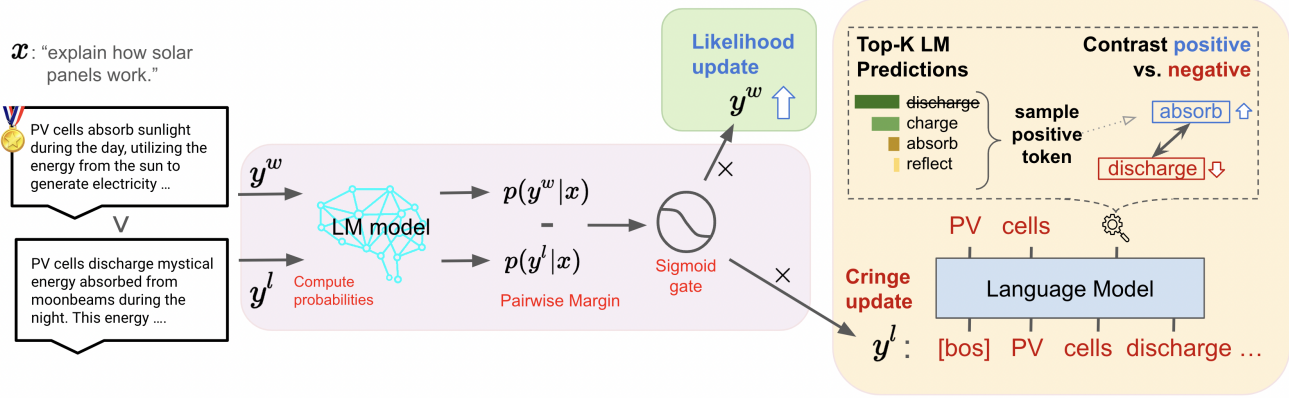 x: “explain how solar
panels work.”
PV cells absorb sunlight
during the day, utilizing the
energy from the sun to
generate electricity ...
>
PV cells discharge mystical
energy absorbed from
moonbeams during the
night. This energy ....
y^w
y^l
LM model
Compute
probabilities
p(y^w|x)
-
p(y^l|x)
Pairwise Margin
Sigmoid
gate
×
×
Likelihood
update
y^w
Cringe
update
y^l :
Top-K LM
Predictions
discharge
charge
absorb
reflect
sample
positive
token
Contrast positive
vs. negative
absorb
discharge
PV cells
Language Model
[bos] PV cells discharge ...